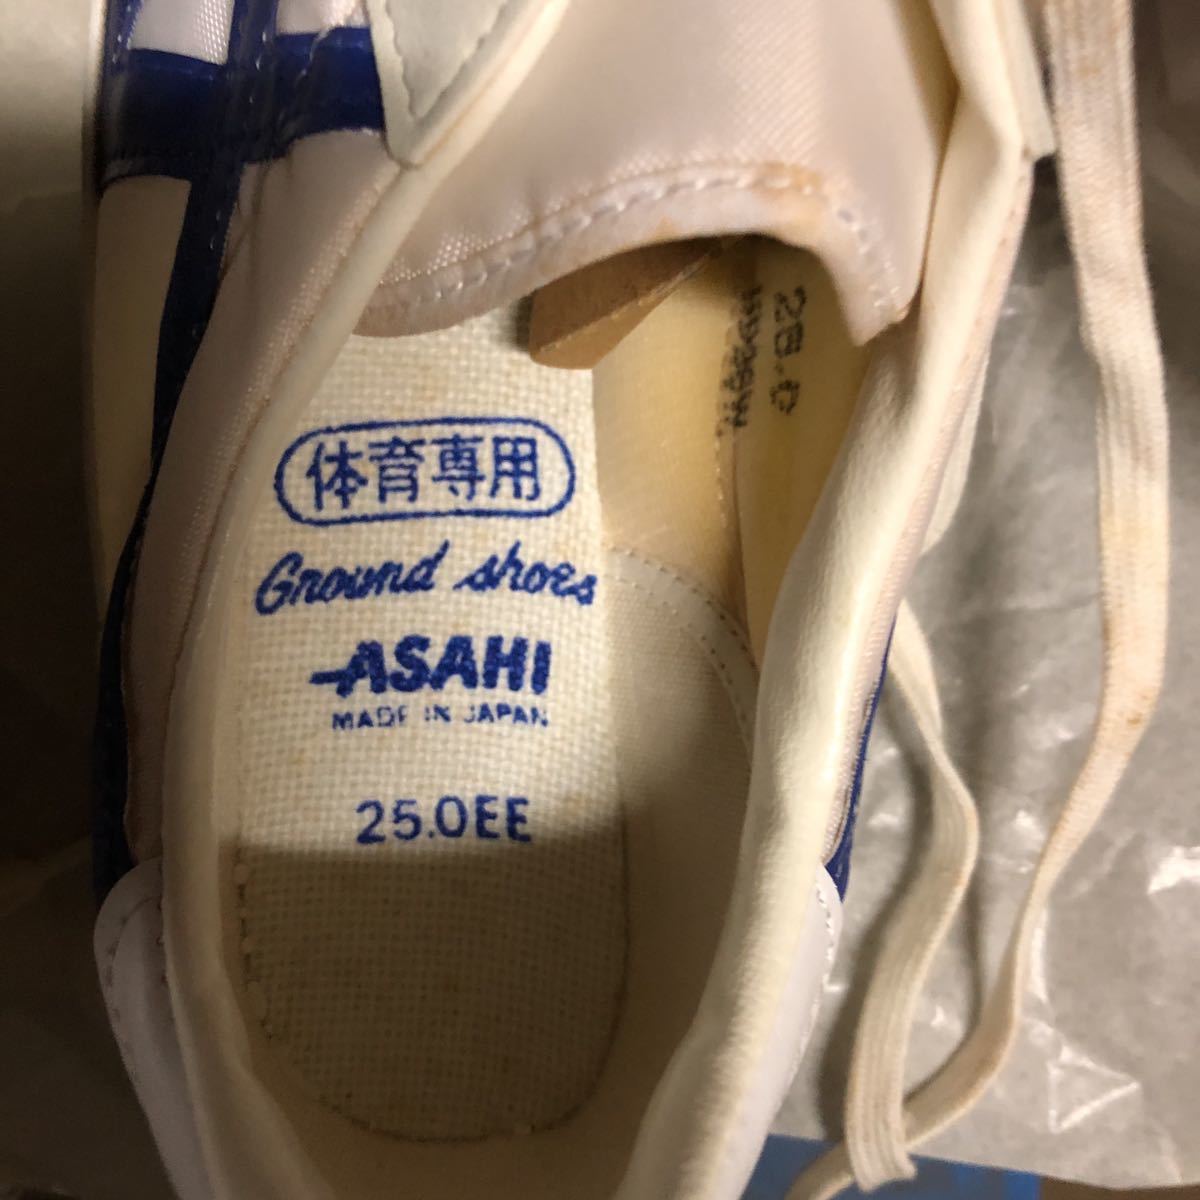 体育専用
Ground shoes
ASAHI
MADE IN JAPAN
25.0EE